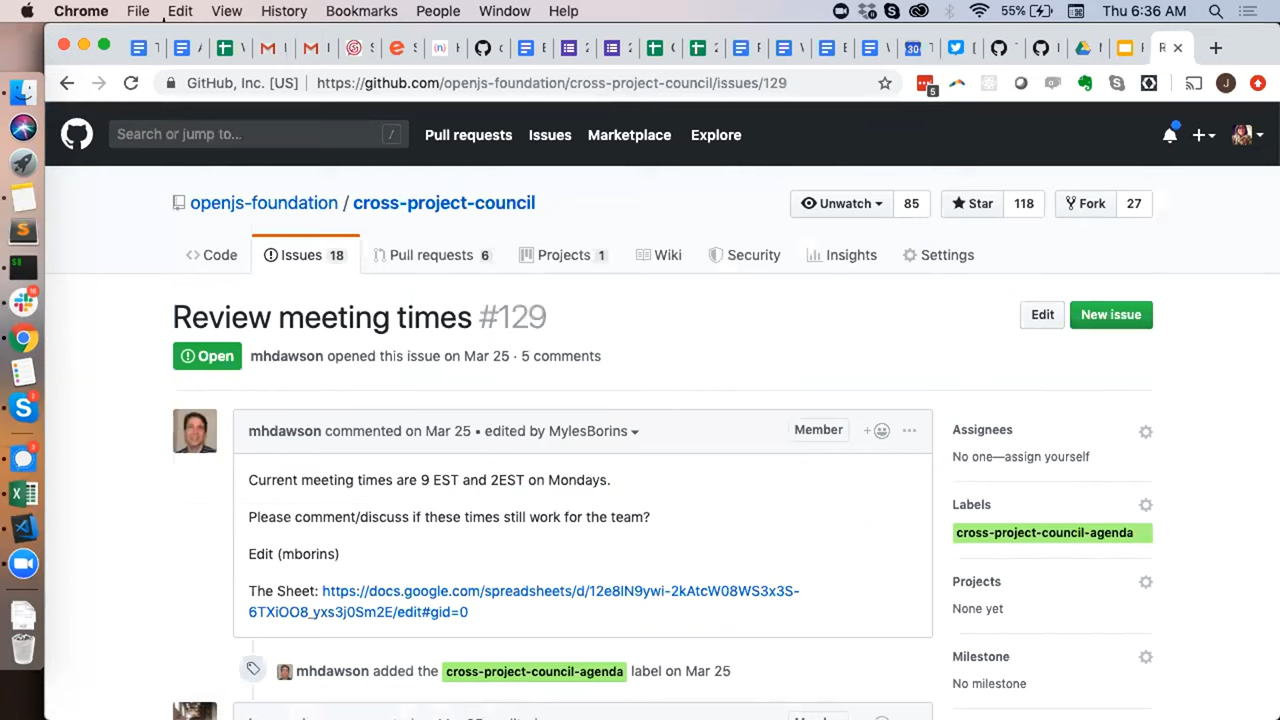 Chrome File Edit View History Bookmarks People Window Help 55% Thu 6:36 AM
GitHub, Inc. [US] https://github.com/openjs-foundation/cross-project-council/issues/129
Search or jump to... / Pull requests Issues Marketplace Explore
openjs-foundation / cross-project-council Unwatch 85 Star 118 Fork 27
Code Issues 18 Pull requests 6 Projects 1 Wiki Security Insights Settings
Review meeting times #129 Edit New issue
Open mhdawson opened this issue on Mar 25 · 5 comments
mhdawson commented on Mar 25 • edited by MylesBorins Member
Current meeting times are 9 EST and 2EST on Mondays.
Please comment/discuss if these times still work for the team?
Edit (mborins)
The Sheet: https://docs.google.com/spreadsheets/d/12e8lN9ywi-2kAtcW08WS3x3S-
6TXiOO8_yxs3j0Sm2E/edit#gid=0
mhdawson added the cross-project-council-agenda label on Mar 25
Assignees
No one—assign yourself
Labels
cross-project-council-agenda
Projects
None yet
Milestone
No milestone